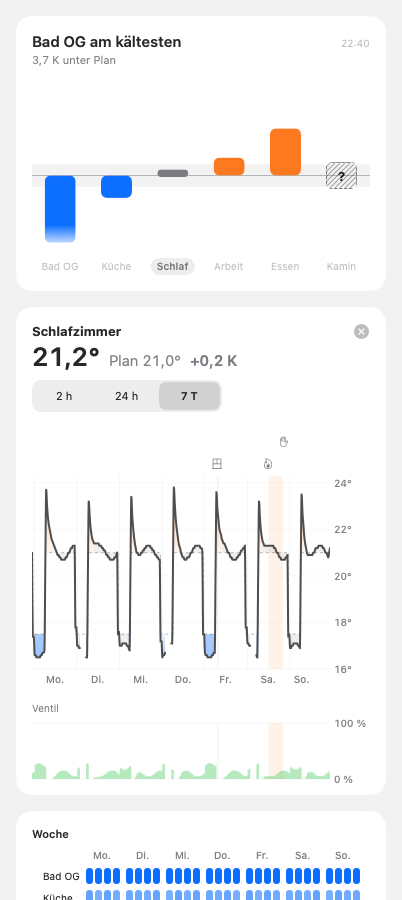 Bad OG am kältesten
22:40
3,7 K unter Plan
?
Bad OG Küche Schlaf Arbeit Essen Kamin
Schlafzimmer
21,2° Plan 21,0° +0,2 K
2 h 24 h 7 T
24°
22°
20°
18°
16°
Mo. Di. Mi. Do. Fr. Sa. So.
Ventil
100 %
0 %
Woche
Mo. Di. Mi. Do. Fr. Sa. So.
Bad OG
Küche